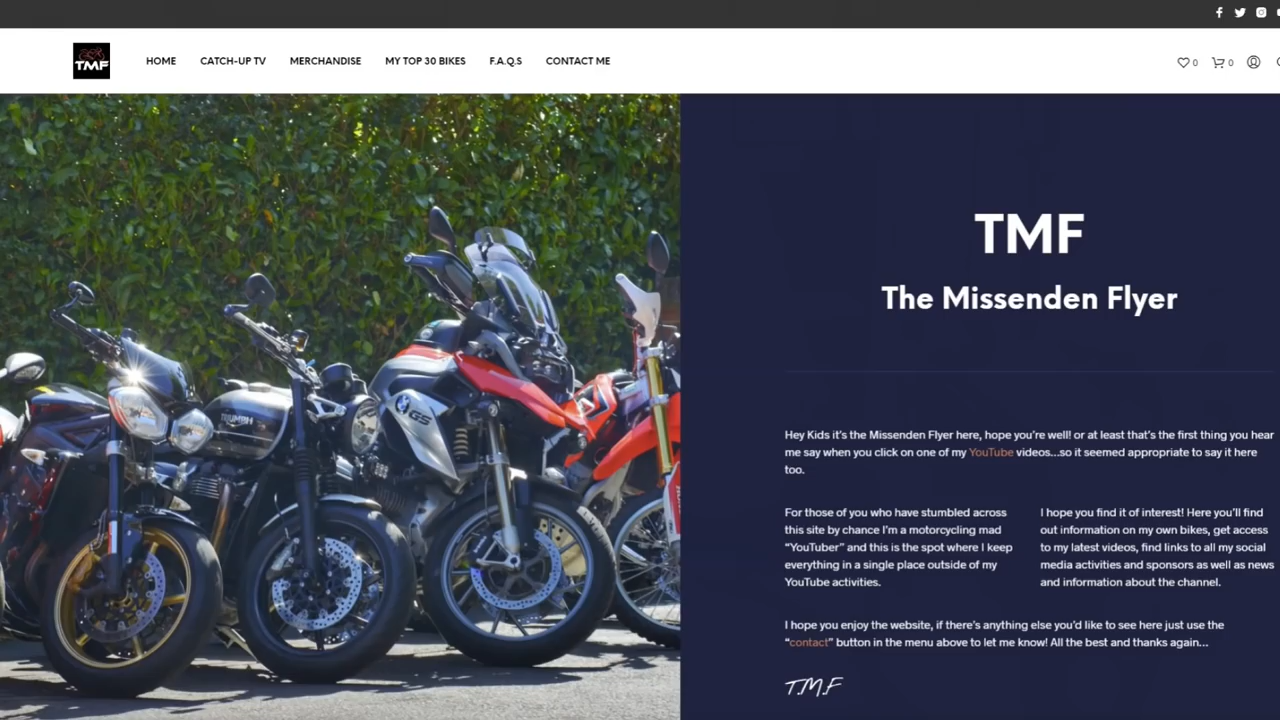 TMF
HOME
CATCH-UP TV
MERCHANDISE
MY TOP 30 BIKES
F.A.Q.S
CONTACT ME
0
0
TRIUMPH
GS
TMF
The Missenden Flyer
Hey Kids it's the Missenden Flyer here, hope you're well! or at least that's the first thing you hear
me say when you click on one of my YouTube videos...so it seemed appropriate to say it here
too.
For those of you who have stumbled across
this site by chance I'm a motorcycling mad
“YouTuber” and this is the spot where I keep
everything in a single place outside of my
YouTube activities.
I hope you find it of interest! Here you'll find
out information on my own bikes, get access
to my latest videos, find links to all my social
media activities and sponsors as well as news
and information about the channel.
I hope you enjoy the website, if there's anything else you'd like to see here just use the
“contact” button in the menu above to let me know! All the best and thanks again...
T.M.F